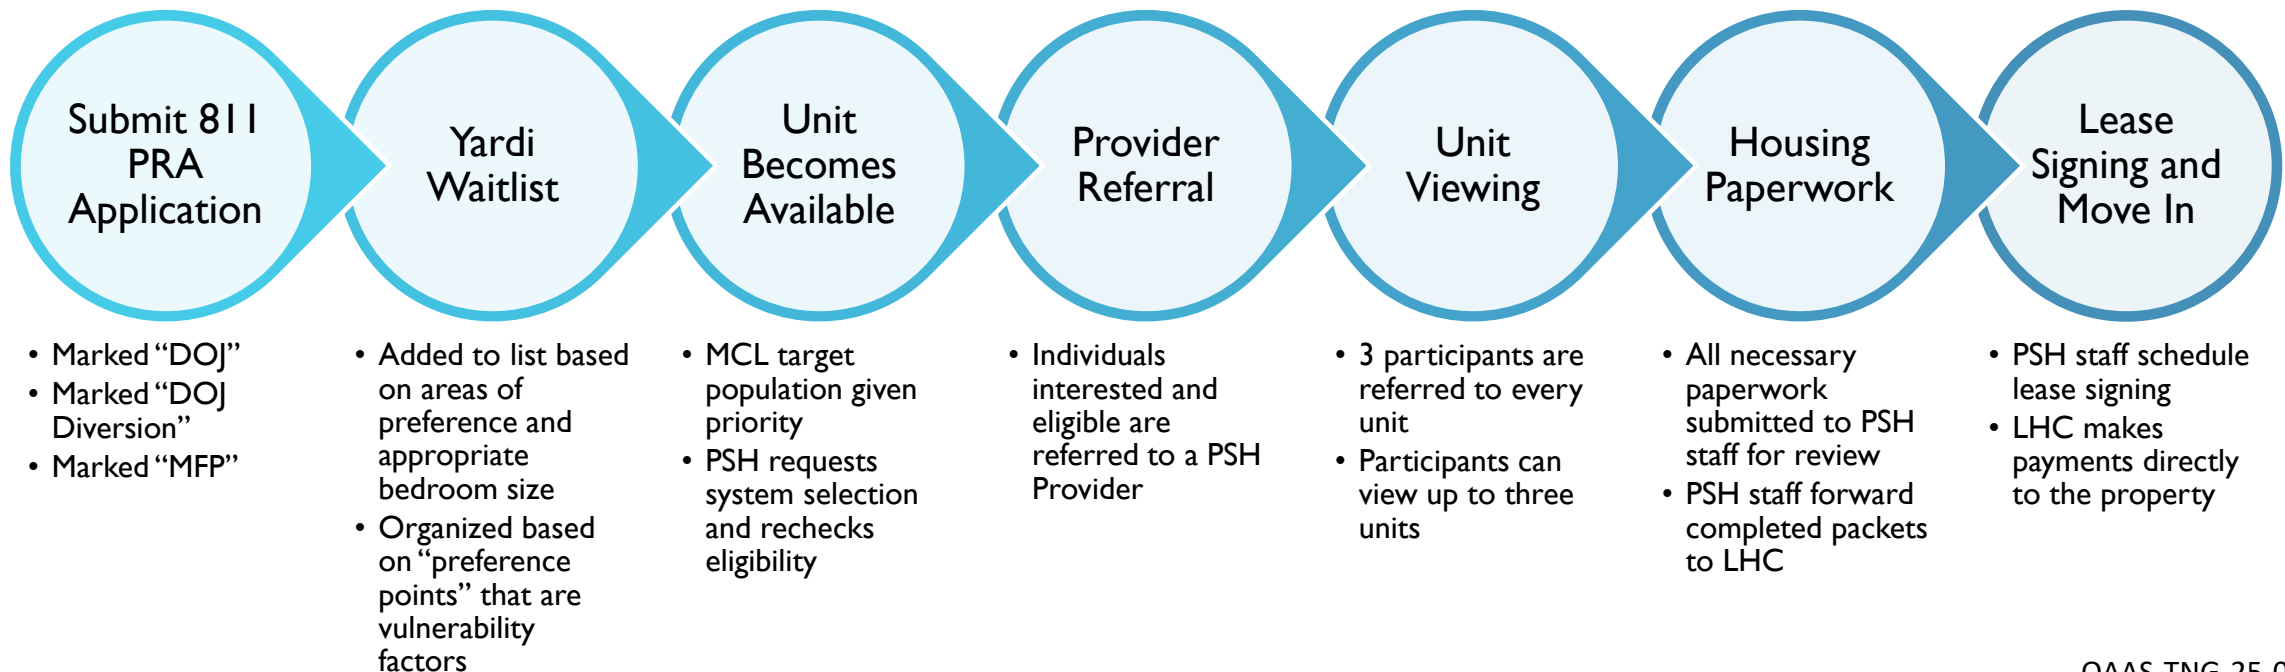 Submit 811
PRA
Application
Yardi
Waitlist
Unit
Becomes
Available
Provider
Referral
Unit
Viewing
Housing
Paperwork
Lease
Signing and
Move In
• Marked “DOJ”
• Marked “DOJ
Diversion”
• Marked “MFP”
• Added to list based
on areas of
preference and
appropriate
bedroom size
• Organized based
on “preference
points” that are
vulnerability
factors
• MCL target
population given
priority
• PSH requests
system selection
and rechecks
eligibility
• Individuals
interested and
eligible are
referred to a PSH
Provider
• 3 participants are
referred to every
unit
• Participants can
view up to three
units
• All necessary
paperwork
submitted to PSH
staff for review
• PSH staff forward
completed packets
to LHC
• PSH staff schedule
lease signing
• LHC makes
payments directly
to the property